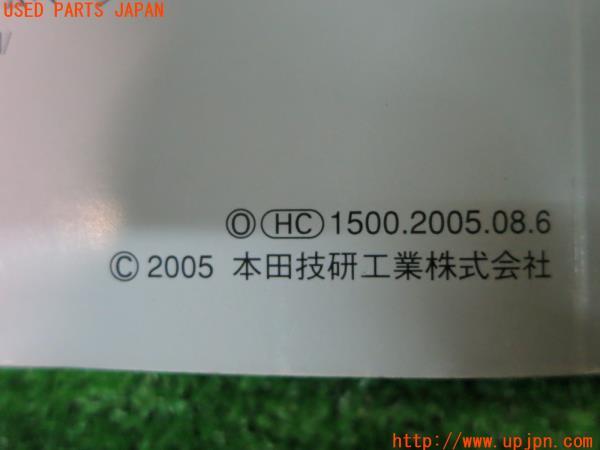 USED PARTS JAPAN
Ⓞ HC 1500.2005.08.6
© 2005 本田技研工業株式会社
http://www.upjpn.com/